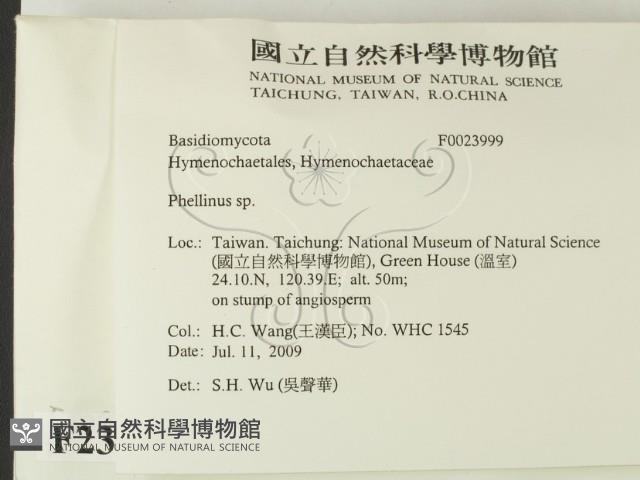 國立自然科學博物館
NATIONAL MUSEUM OF NATURAL SCIENCE
TAICHUNG, TAIWAN, R.O.CHINA
Basidiomycota F0023999
Hymenochaetales, Hymenochaetaceae
Phellinus sp.
Loc.: Taiwan. Taichung: National Museum of Natural Science
(國立自然科學博物館), Green House (溫室)
24.10.N, 120.39.E; alt. 50m;
on stump of angiosperm
Col.: H.C. Wang(王漢臣); No. WHC 1545
Date: Jul. 11, 2009
Det.: S.H. Wu (吳聲華)
F23
國立自然科學博物館
NATIONAL MUSEUM OF NATURAL SCIENCE